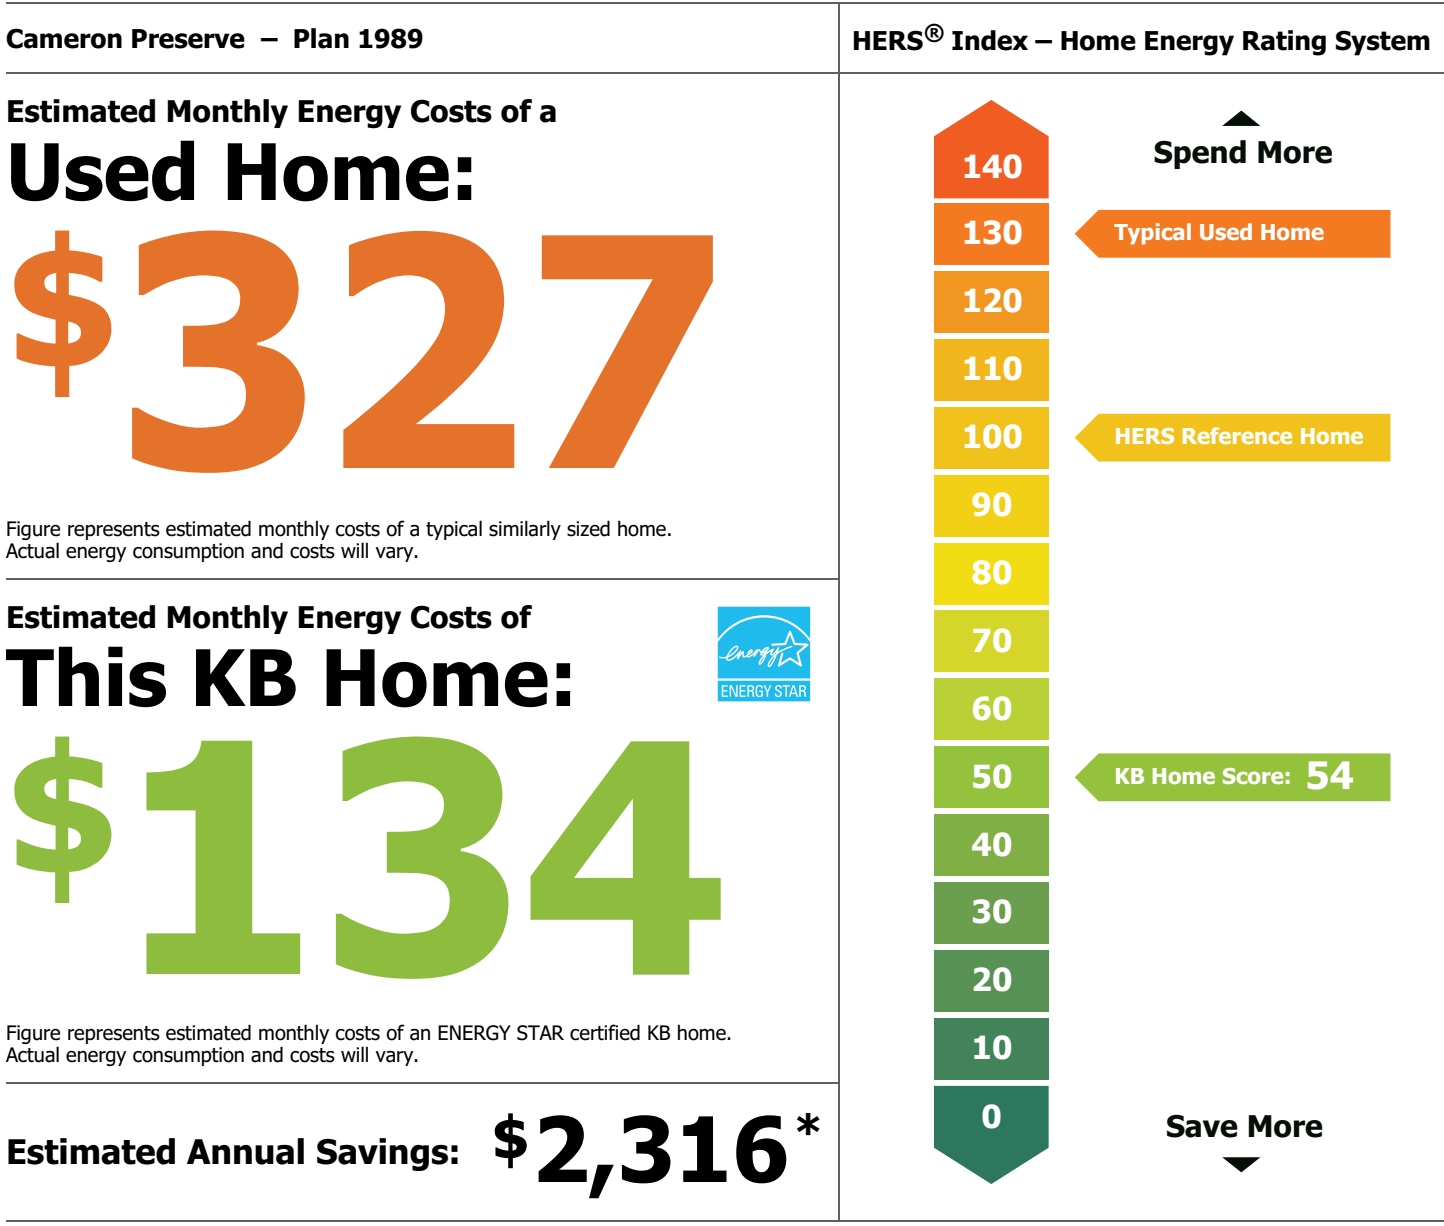 Cameron Preserve – Plan 1989
Estimated Monthly Energy Costs of a
Used Home:
$327
Figure represents estimated monthly costs of a typical similarly sized home.
Actual energy consumption and costs will vary.
Estimated Monthly Energy Costs of
This KB Home:
energy
ENERGY STAR
$134
Figure represents estimated monthly costs of an ENERGY STAR certified KB home.
Actual energy consumption and costs will vary.
Estimated Annual Savings: $2,316*
HERS® Index – Home Energy Rating System
Spend More
140
130 Typical Used Home
120
110
100 HERS Reference Home
90
80
70
60
50 KB Home Score: 54
40
30
20
10
0
Save More